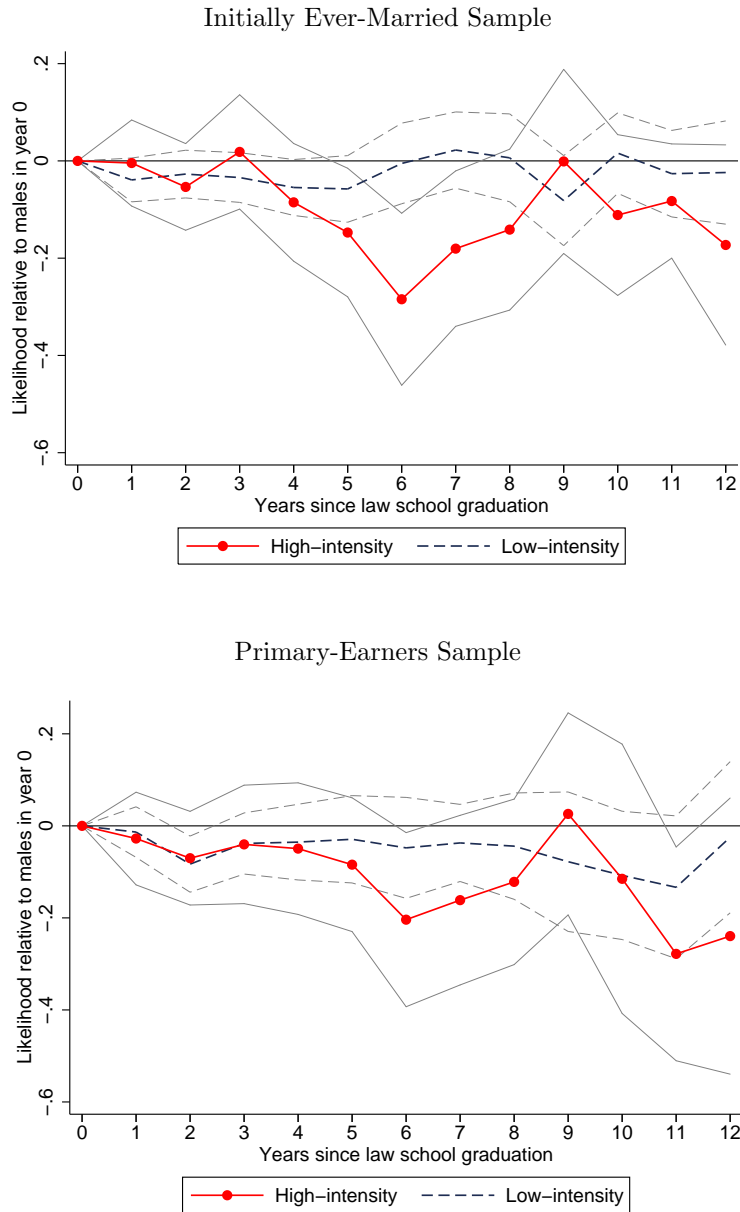 Initially Ever-Married Sample
Likelihood relative to males in year 0
.2
0
-.2
-.4
-.6
0 1 2 3 4 5 6 7 8 9 10 11 12
Years since law school graduation
High-intensity Low-intensity
Primary-Earners Sample
Likelihood relative to males in year 0
.2
0
-.2
-.4
-.6
0 1 2 3 4 5 6 7 8 9 10 11 12
Years since law school graduation
High-intensity Low-intensity